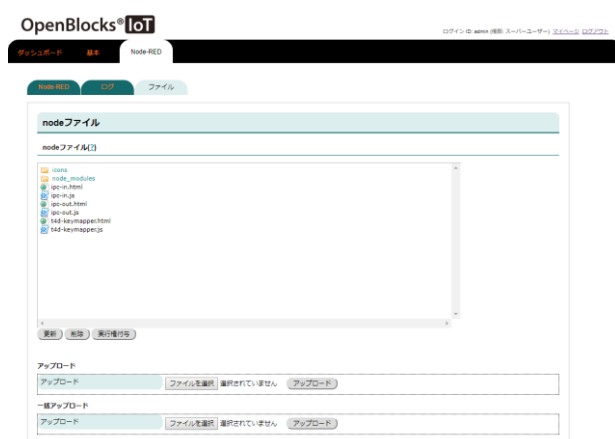 OpenBlocks® IoT
ログイン ID: admin (権限: スーパーユーザー) マイページ ログアウト
ダッシュボード 基本 Node-RED
Node-RED ログ ファイル
nodeファイル
nodeファイル(?)
icons
node_modules
ipc-in.html
ipc-in.js
ipc-out.html
ipc-out.js
t4d-keymapper.html
t4d-keymapper.js
更新 削除 実行権付与
アップロード
アップロード ファイルを選択 選択されていません アップロード
一括アップロード
アップロード ファイルを選択 選択されていません アップロード